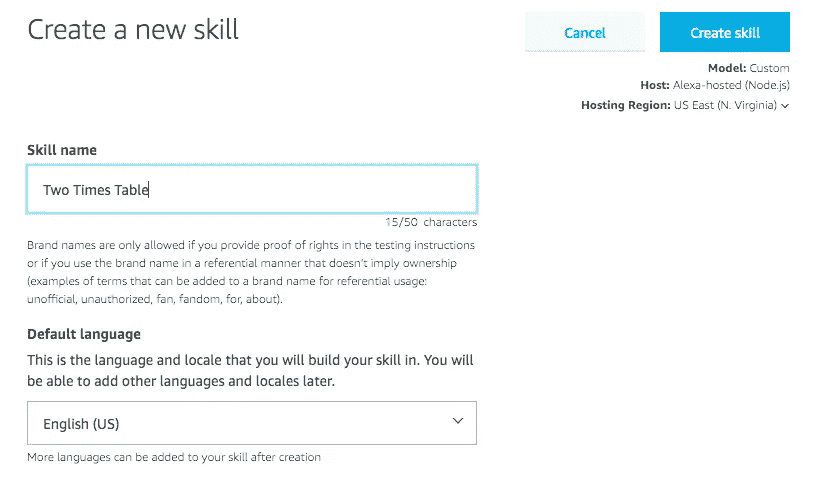 Create a new skill
Cancel
Create skill
Model: Custom
Host: Alexa-hosted (Node.js)
Hosting Region: US East (N. Virginia)
Skill name
Two Times Table
15/50 characters
Brand names are only allowed if you provide proof of rights in the testing instructions
or if you use the brand name in a referential manner that doesn't imply ownership
(examples of terms that can be added to a brand name for referential usage:
unofficial, unauthorized, fan, fandom, for, about).
Default language
This is the language and locale that you will build your skill in. You will
be able to add other languages and locales later.
English (US)
More languages can be added to your skill after creation